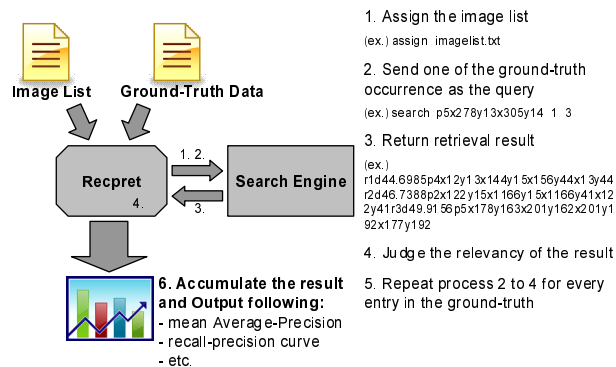 Image List
Ground-Truth Data
1. 2.
Recpret
4.
Search Engine
3.
6. Accumulate the result
and Output following:
- mean Average-Precision
- recall-precision curve
- etc.
1. Assign the image list
(ex.) assign imagelist.txt
2. Send one of the ground-truth
occurrence as the query
(ex.) search p5x278y13x305y14 1 3
3. Return retrieval result
(ex.)
r1d44.6985p4x12y13x144y15x156y44x13y44
r2d46.7388p2x122y15x1166y15x1166y41x12
2y41r3d49.9156p5x178y163x201y162x201y1
92x177y192
4. Judge the relevancy of the result
5. Repeat process 2 to 4 for every
entry in the ground-truth